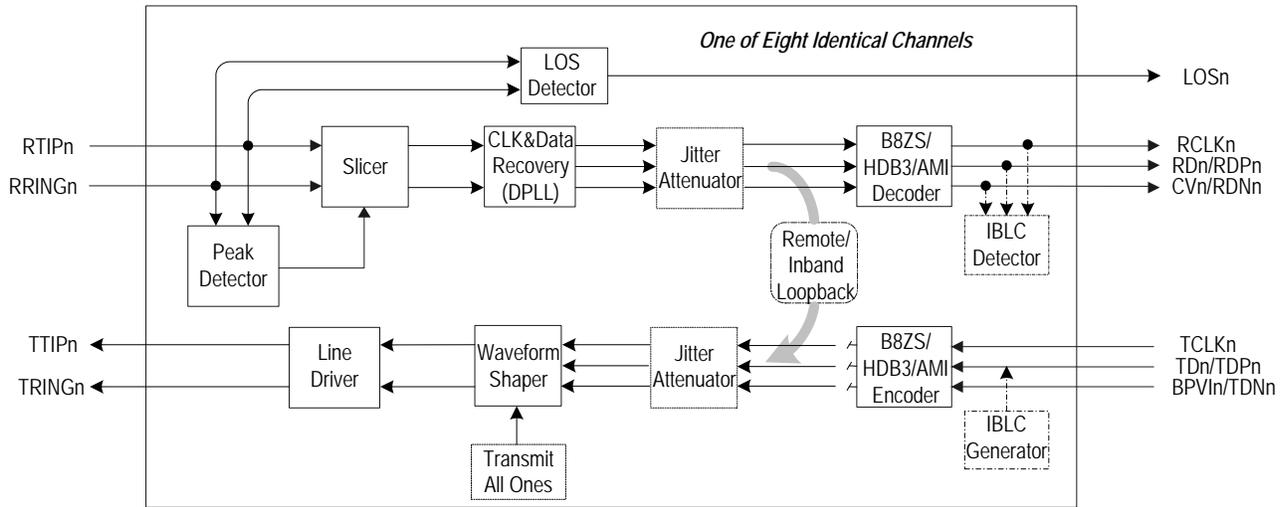 One of Eight Identical Channels
LOS
Detector
LOSn
RTIPn
RRINGn
Slicer
CLK&Data
Recovery
(DPLL)
Jitter
Attenuator
B8ZS/
HDB3/AMI
Decoder
RCLKn
RDn/RDPn
CVn/RDNn
Peak
Detector
Remote/
Inband
Loopback
IBLC
Detector
TTIPn
TRINGn
Line
Driver
Waveform
Shaper
Jitter
Attenuator
B8ZS/
HDB3/AMI
Encoder
TCLKn
TDn/TDPn
BPVIn/TDNn
Transmit
All Ones
IBLC
Generator